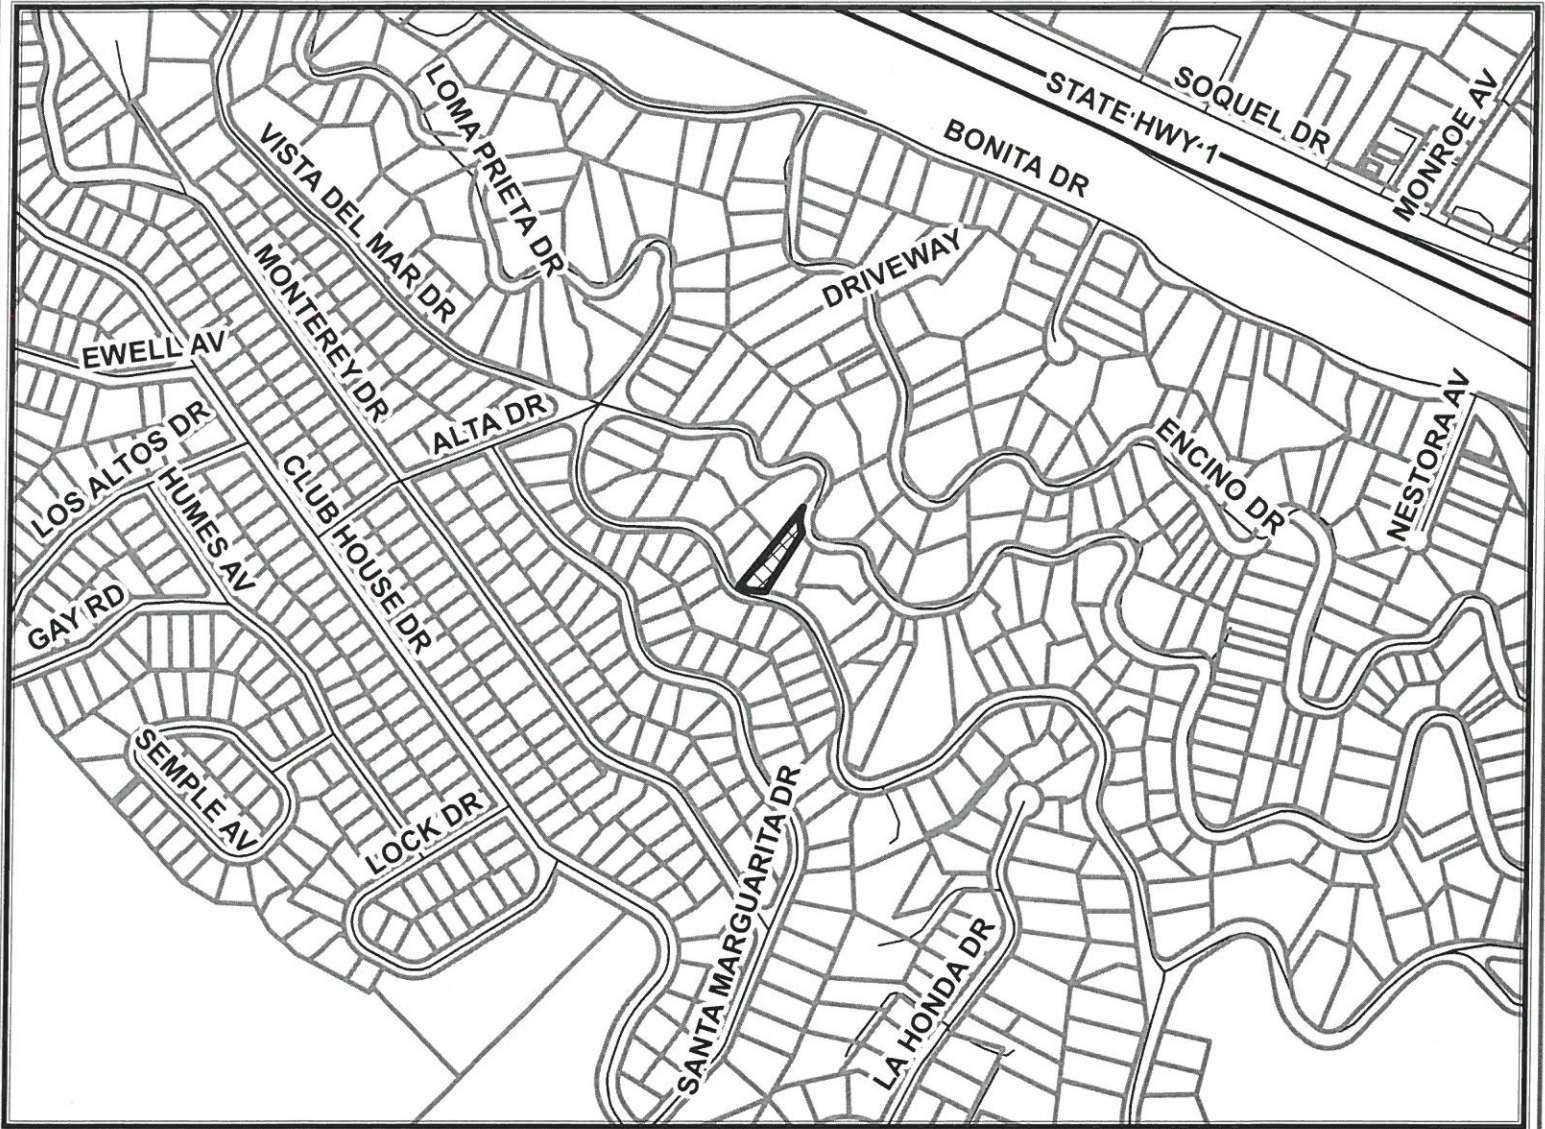 SOQUEL DR
STATE HWY 1
MONROE AV
LOMA PRIETA DR
BONITA DR
VISTA DEL MAR DR
DRIVEWAY
MONTEREY DR
EWELL AV
ALTA DR
NESTORA AV
ENCINO DR
LOS ALTOS DR
HUMES AV
CLUB HOUSE DR
GAY RD
SEMPLE AV
LOCK DR
SANTA MARGUARITA DR
LA HONDA DR